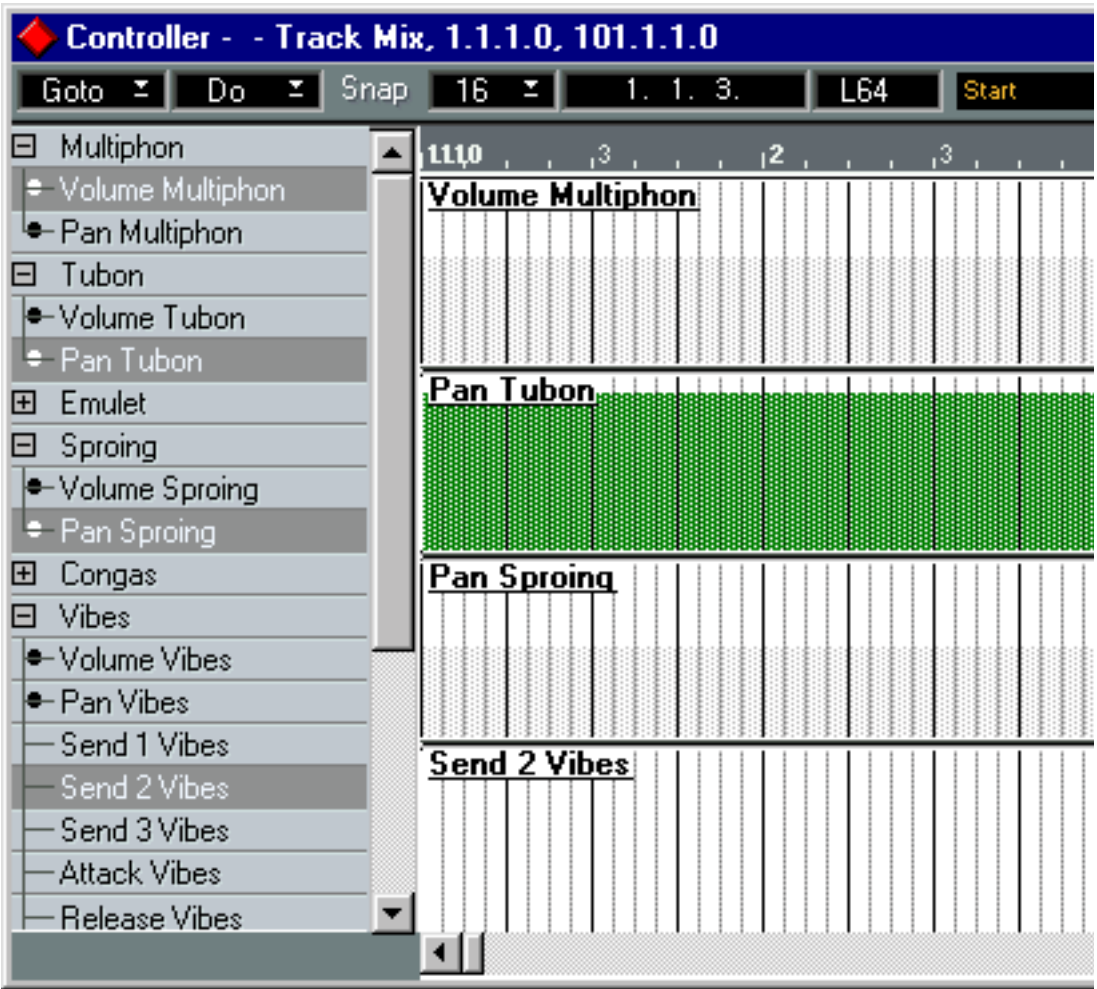 Controller -  - Track Mix, 1.1.1.0, 101.1.1.0
Goto Do Snap 16 1. 1. 3. L64 Start
Multiphon
Volume Multiphon
Pan Multiphon
Tubon
Volume Tubon
Pan Tubon
Emulet
Sproing
Volume Sproing
Pan Sproing
Congas
Vibes
Volume Vibes
Pan Vibes
Send 1 Vibes
Send 2 Vibes
Send 3 Vibes
Attack Vibes
Release Vibes
1.1.1.0 3 2 3
Volume Multiphon
Pan Tubon
Pan Sproing
Send 2 Vibes